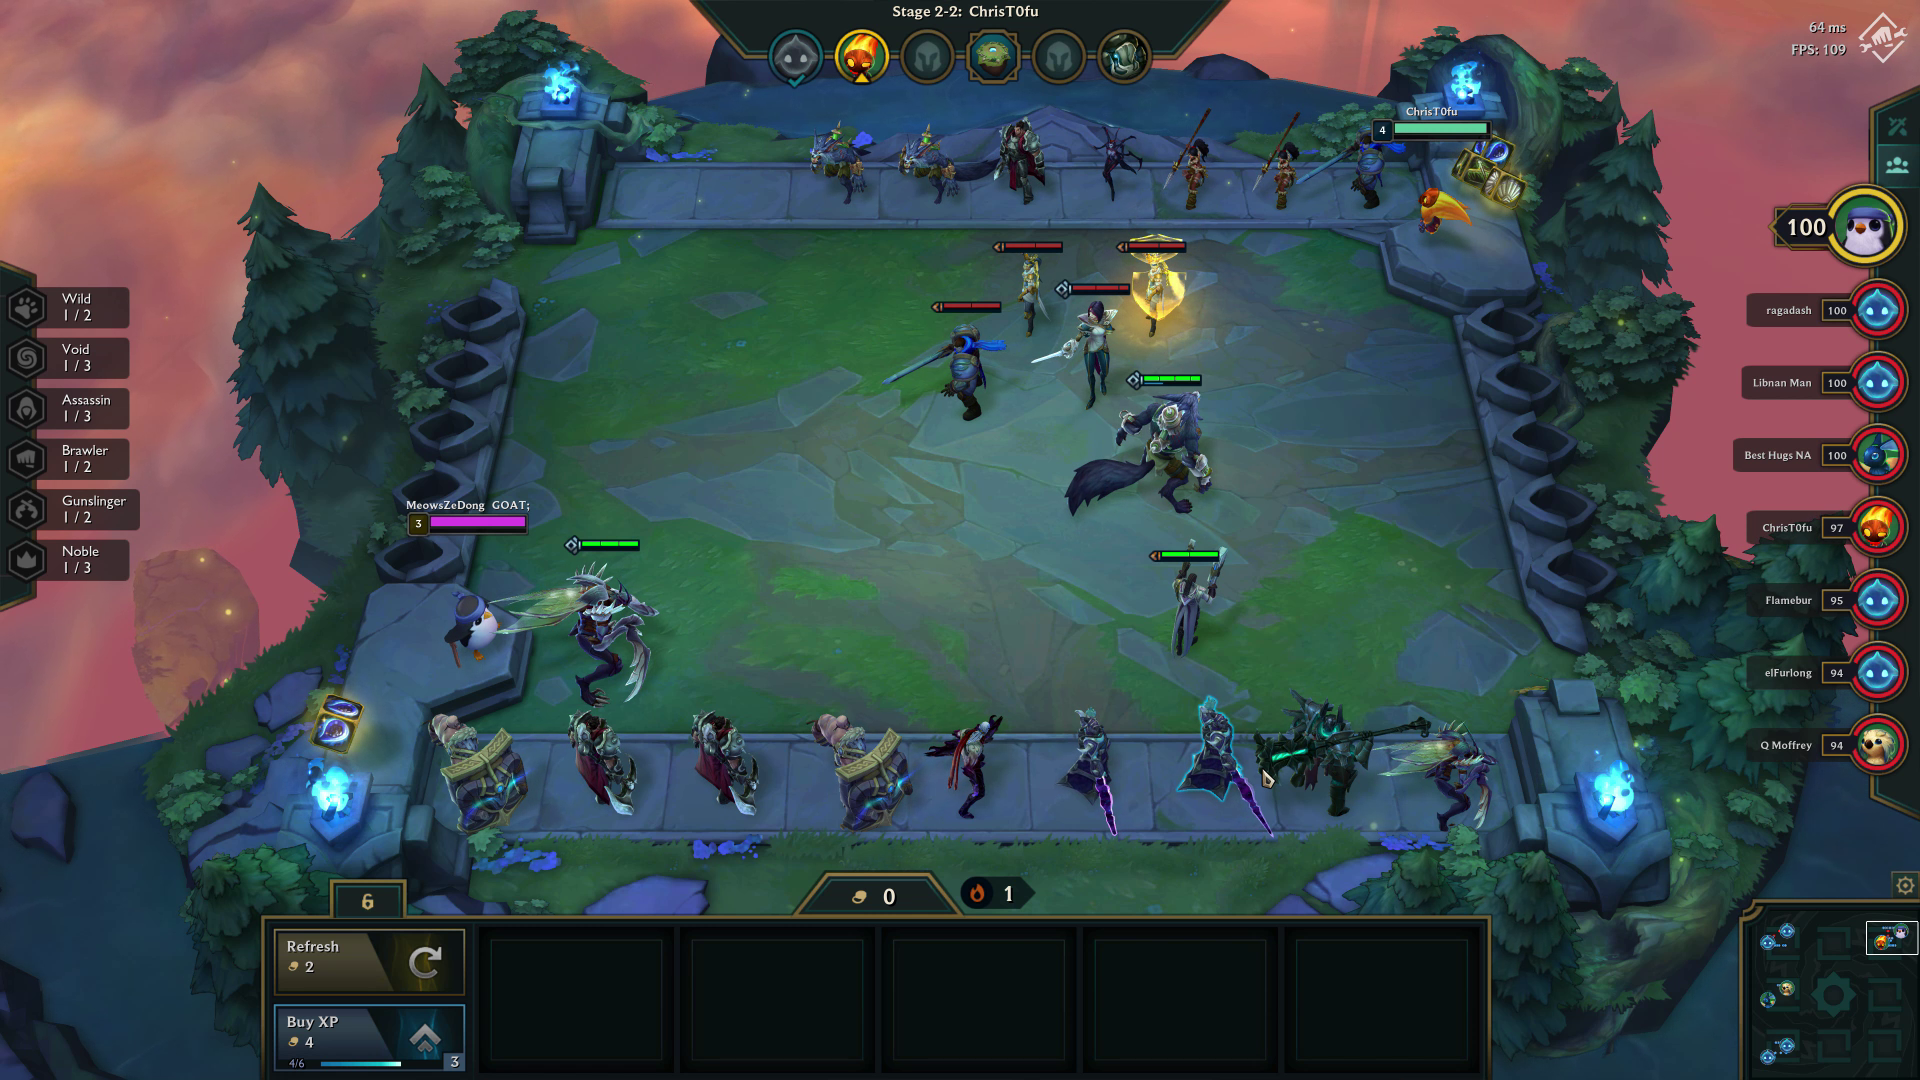 Stage 2-2: ChrisT0fu
64 ms
FPS: 109
ChrisT0fu
4
100
ragadash 100
Libnan Man 100
Best Hugs NA 100
ChrisT0fu 97
Flamebur 95
elFurlong 94
Q Moffrey 94
Wild
1 / 2
Void
1 / 3
Assassin
1 / 3
Brawler
1 / 2
Gunslinger
1 / 2
Noble
1 / 3
MeowsZeDong GOAT;
3
6
0
1
Refresh
2
Buy XP
4
4/6
3